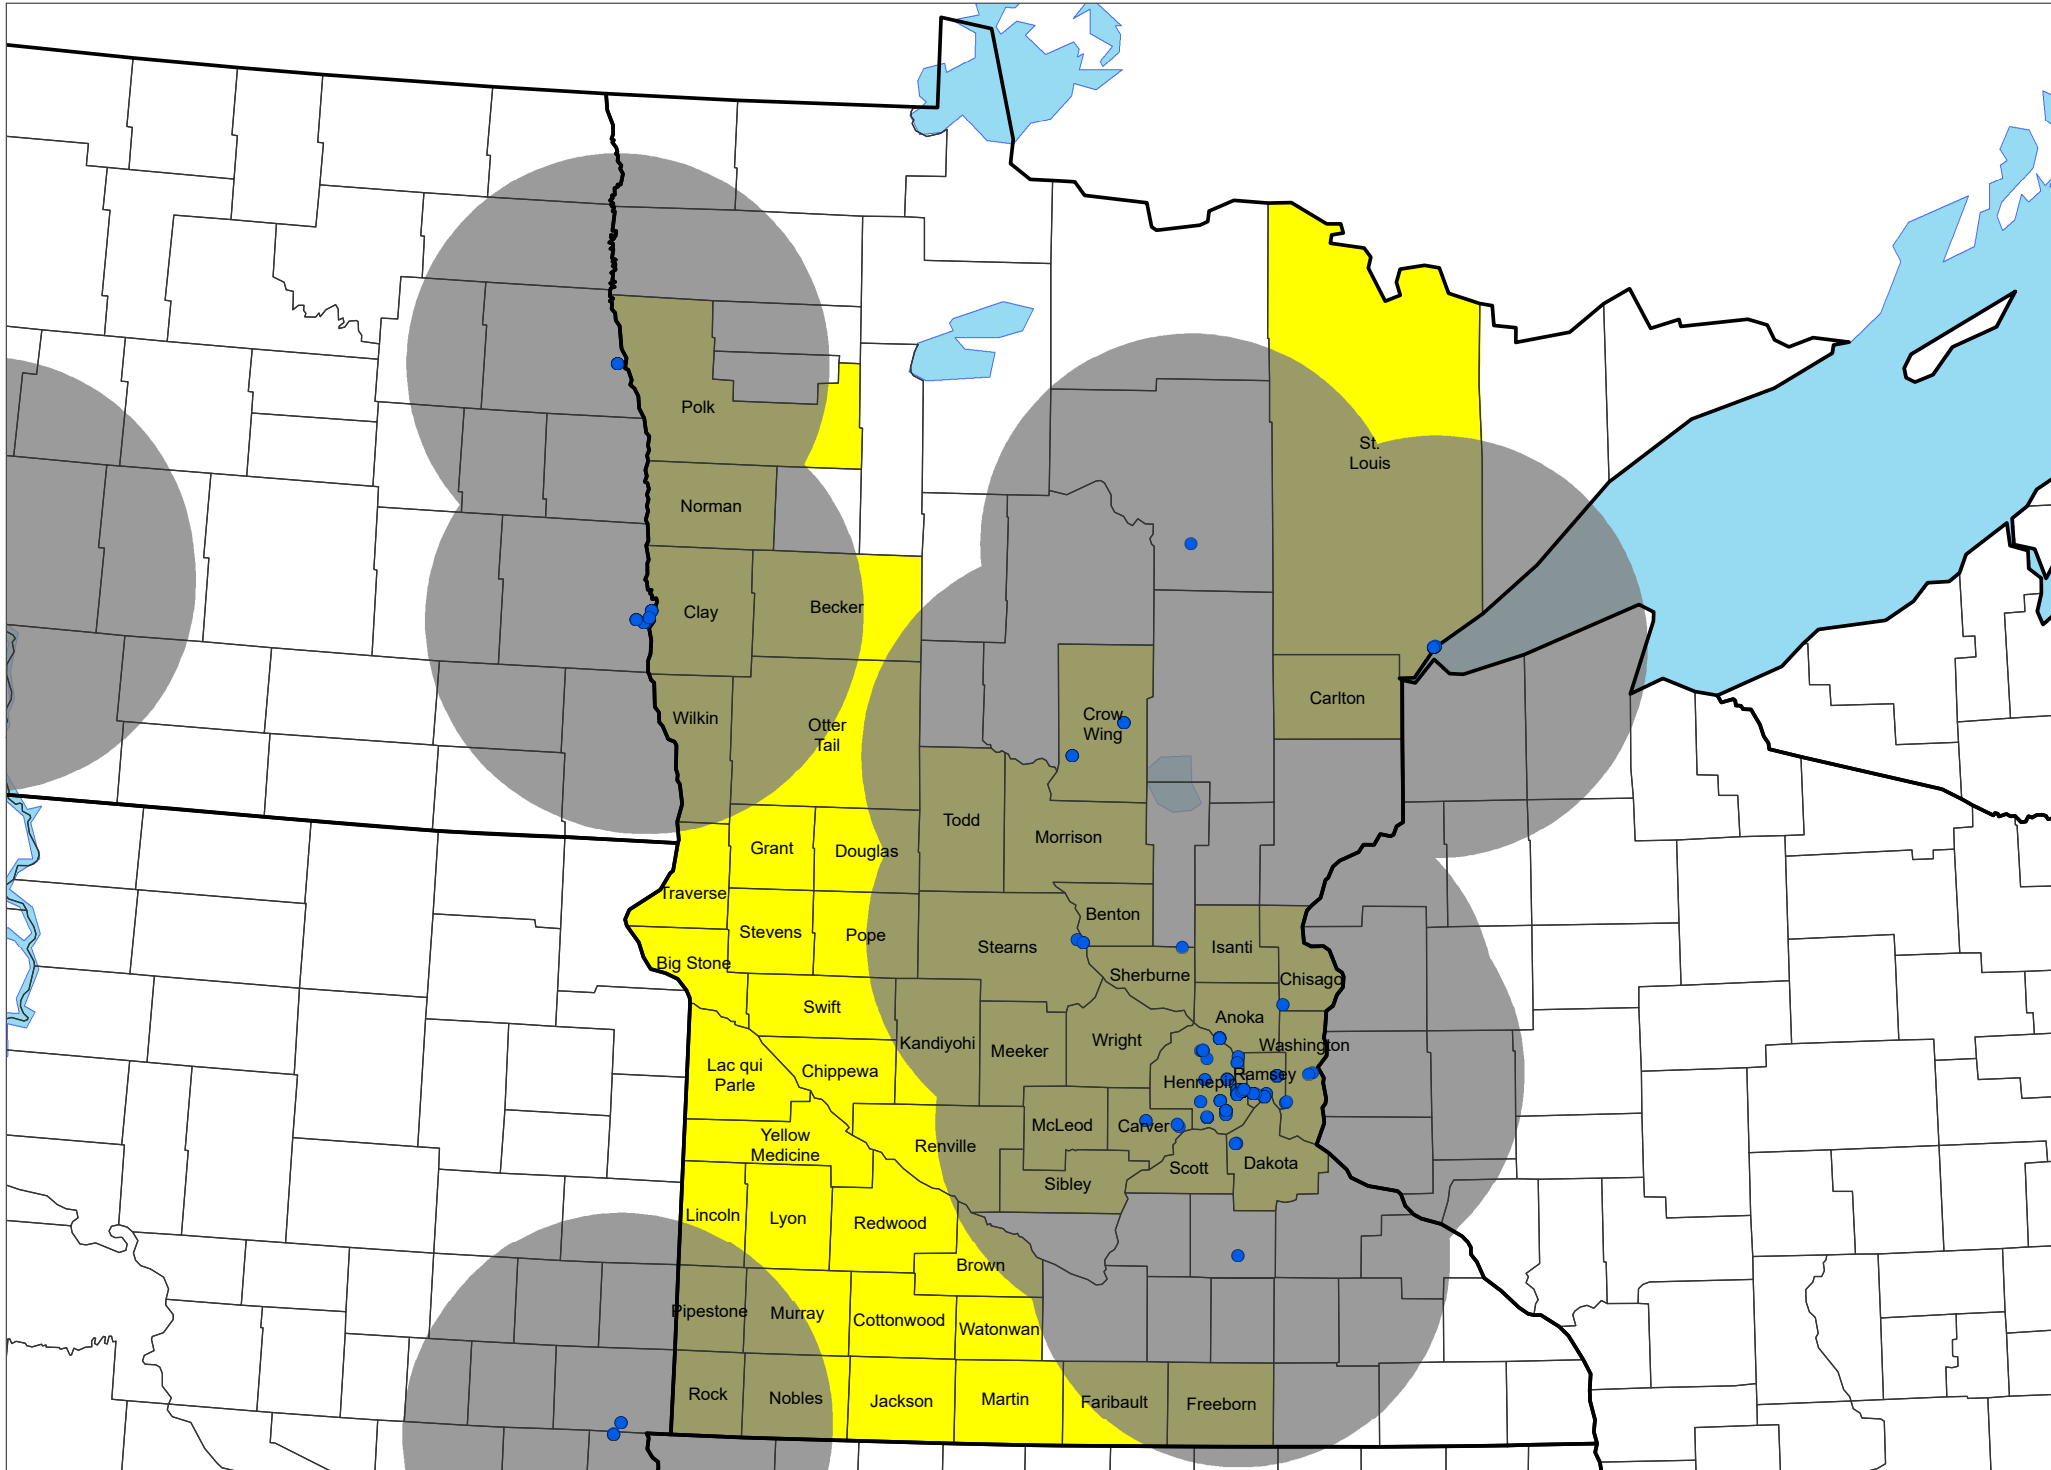 Polk
St.
Louis
Norman
Clay
Becker
Wilkin
Otter
Tail
Crow
Wing
Carlton
Todd
Morrison
Grant
Douglas
Traverse
Stevens
Pope
Benton
Stearns
Isanti
Big Stone
Sherburne
Chisago
Swift
Anoka
Kandiyohi
Meeker
Wright
Washington
Lac qui
Parle
Chippewa
Hennepin
Ramsey
McLeod
Carver
Yellow
Medicine
Renville
Scott
Dakota
Sibley
Lincoln
Lyon
Redwood
Brown
Pipestone
Murray
Cottonwood
Watonwan
Rock
Nobles
Jackson
Martin
Faribault
Freeborn